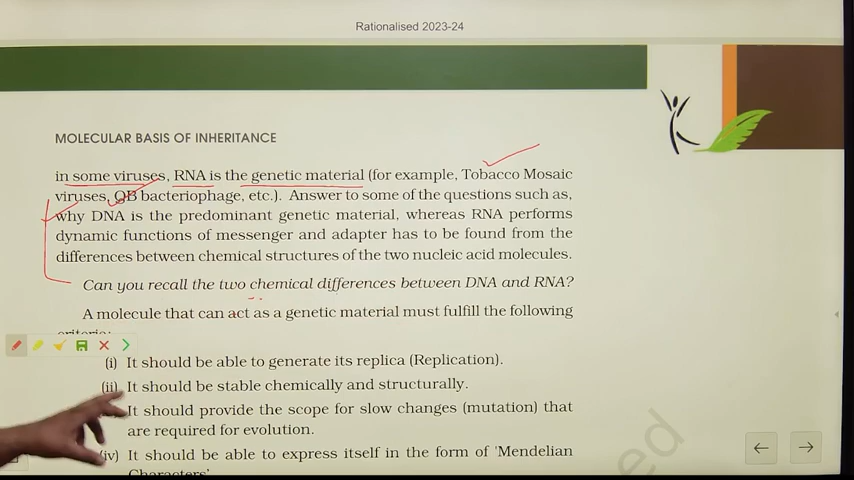 Rationalised 2023-24
MOLECULAR BASIS OF INHERITANCE
in some viruses, RNA is the genetic material (for example, Tobacco Mosaic
viruses, QB bacteriophage, etc.). Answer to some of the questions such as,
why DNA is the predominant genetic material, whereas RNA performs
dynamic functions of messenger and adapter has to be found from the
differences between chemical structures of the two nucleic acid molecules.
Can you recall the two chemical differences between DNA and RNA?
A molecule that can act as a genetic material must fulfill the following
criteria:
(i) It should be able to generate its replica (Replication).
(ii) It should be stable chemically and structurally.
It should provide the scope for slow changes (mutation) that
are required for evolution.
(iv) It should be able to express itself in the form of 'Mendelian
Characters'